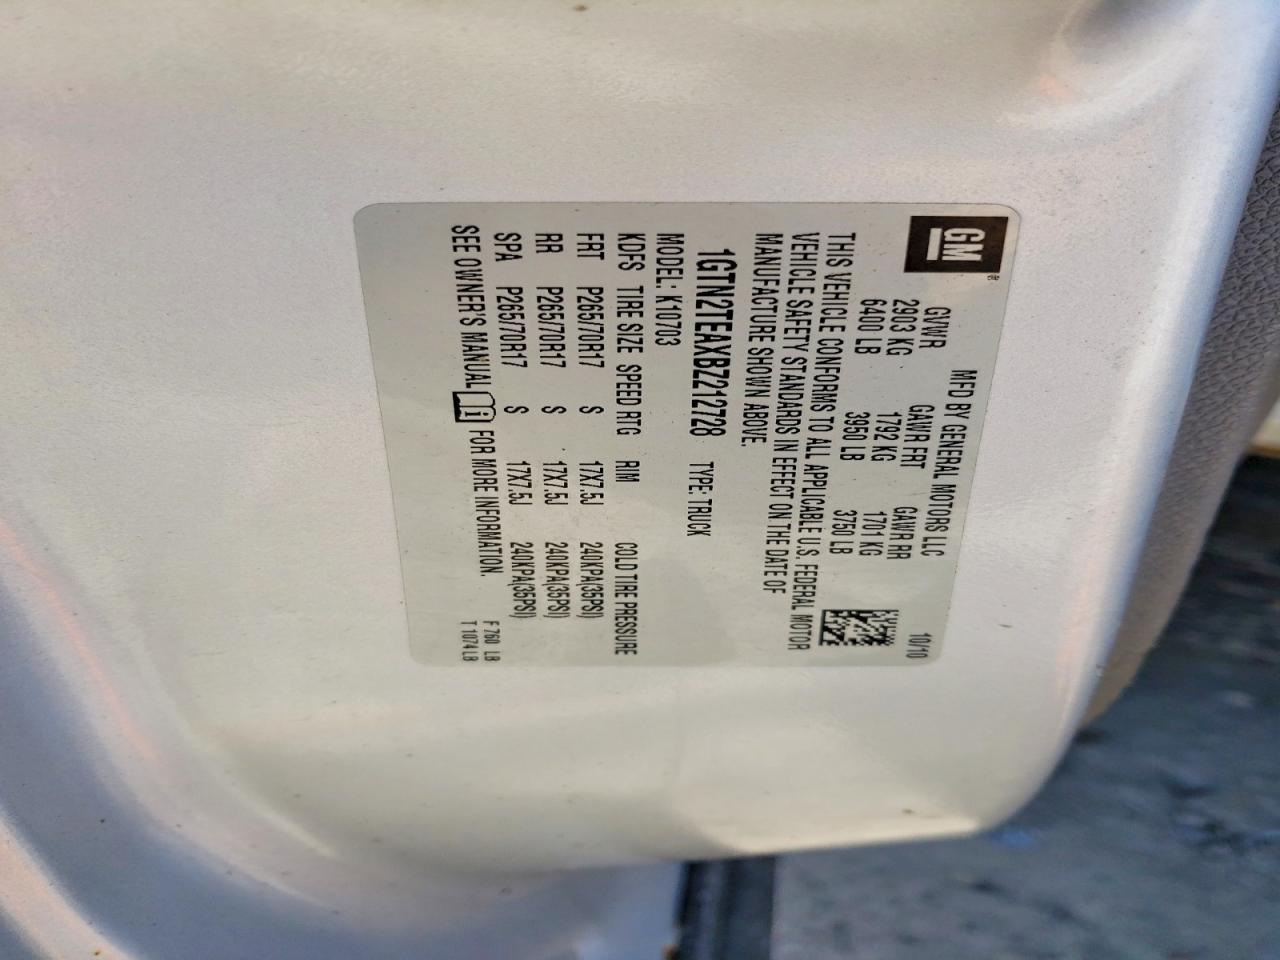 GM ®
MFD BY GENERAL MOTORS LLC 10/10
GVWR GAWR FRT GAWR RR
2903 KG 1792 KG 1701 KG
6400 LB 3950 LB 3750 LB
THIS VEHICLE CONFORMS TO ALL APPLICABLE U.S. FEDERAL MOTOR
VEHICLE SAFETY STANDARDS IN EFFECT ON THE DATE OF
MANUFACTURE SHOWN ABOVE.
1GTN2TEAXBZ212728 TYPE: TRUCK
MODEL: K10703
KDFS TIRE SIZE SPEED RTG RIM COLD TIRE PRESSURE
FRT P265/70R17 S 17X7.5J 240KPA(35PSI)
RR P265/70R17 S 17X7.5J 240KPA(35PSI)
SPA P265/70R17 S 17X7.5J 240KPA(35PSI)
SEE OWNER'S MANUAL FOR MORE INFORMATION.
F 760 LB
T 1074 LB